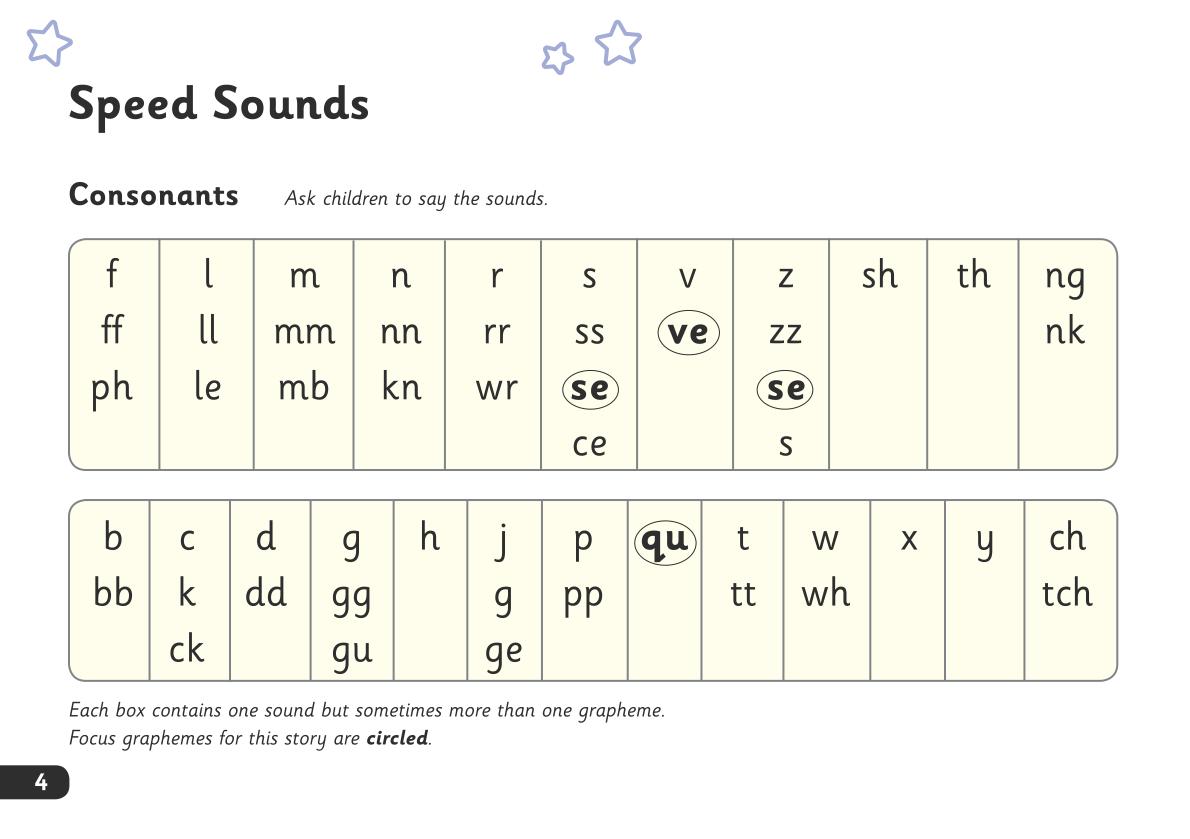 Speed Sounds
Consonants Ask children to say the sounds.
f l m n r s v z sh th ng
ff ll mm nn rr ss ve zz nk
ph le mb kn wr se se
ce s
b c d g h j p qu t w x y ch
bb k dd gg g pp tt wh tch
ck gu ge
Each box contains one sound but sometimes more than one grapheme.
Focus graphemes for this story are circled.
4